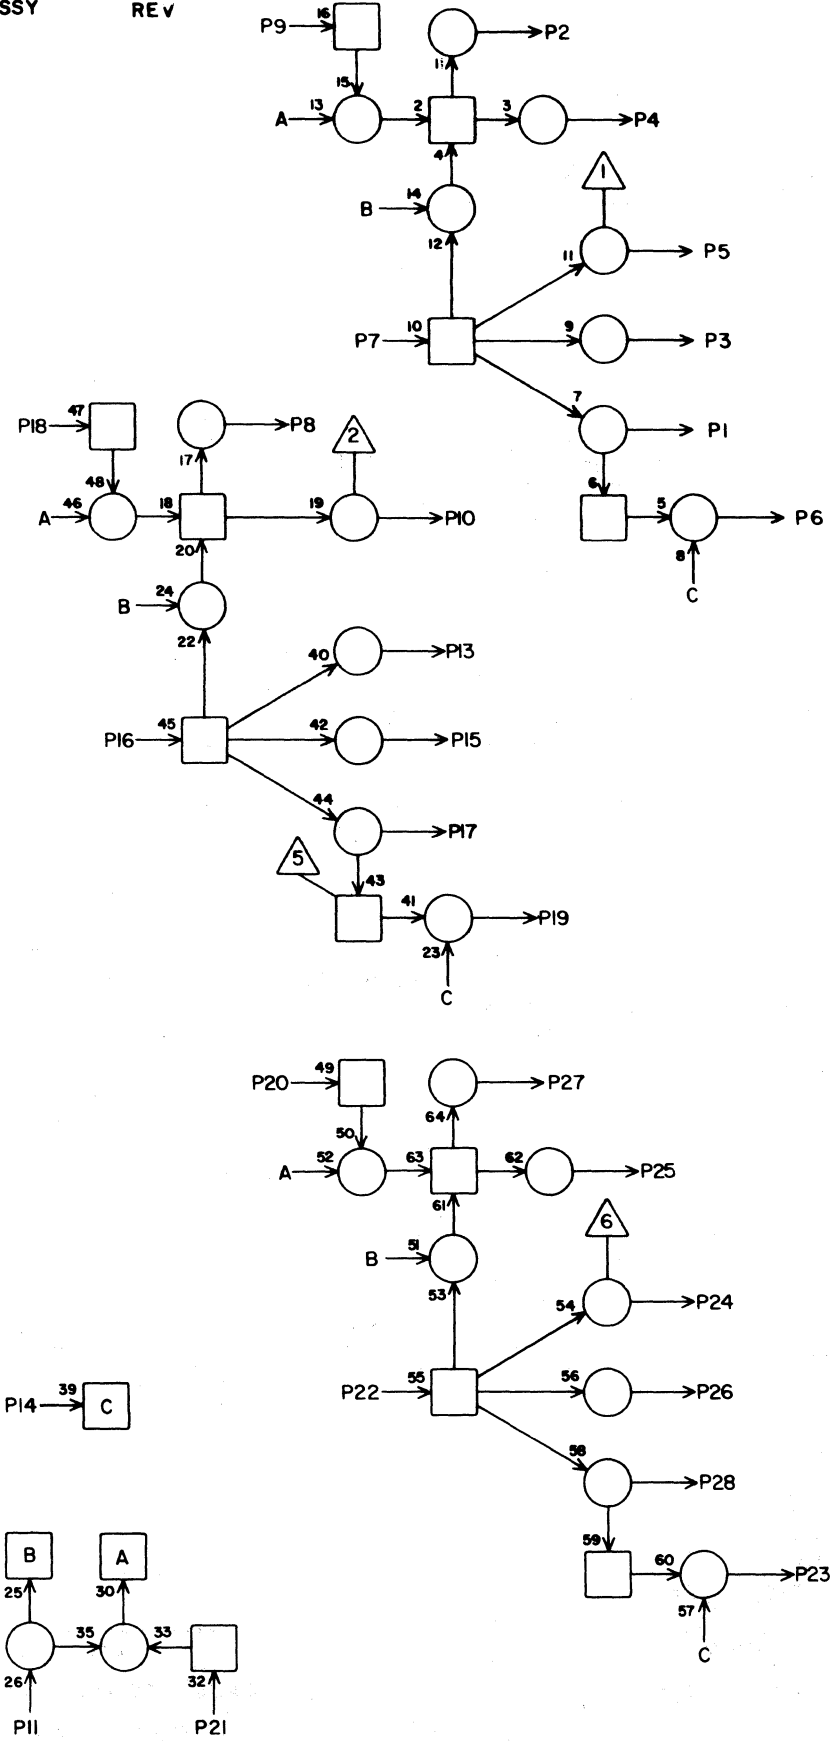 SSY REV
P9 16 P2
15 1
A 13 2 3 P4
4 1
B 14
12 11 P5
P7 10 9 P3
7 P1
P18 47 P8 2
17 6
48
A 46 18 19 P10 5 P6
20 8
B 24 C
22 40 P13
P16 45 42 P15
44 P17
5 43
41 P19
23
C
P20 49 P27
64
50
A 52 63 62 P25
61 6
B 51
53 54 P24
P14 39 C P22 55 56 P26
58 P28
B A 59
25 30 60 P23
57
35 33
26 32 C
P11 P21